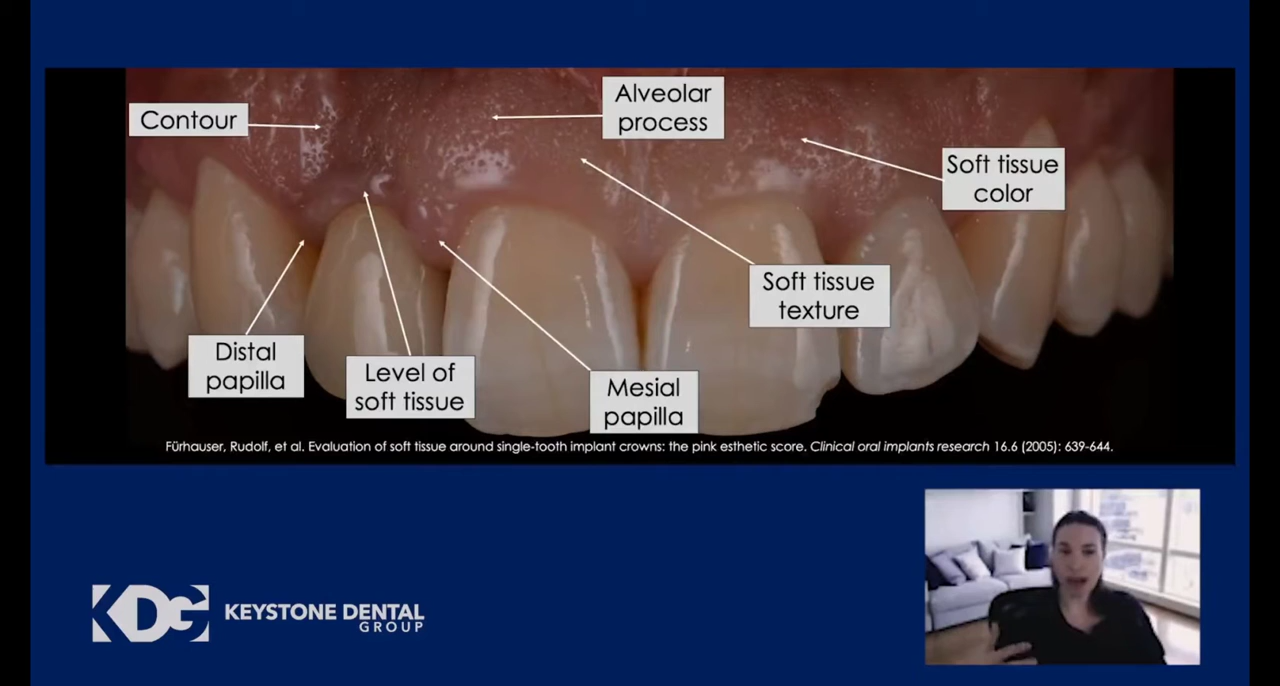 Contour
Alveolar
process
Soft tissue
color
Soft tissue
texture
Distal
papilla
Level of
soft tissue
Mesial
papilla
Fürhauser, Rudolf, et al. Evaluation of soft tissue around single-tooth implant crowns: the pink esthetic score. Clinical oral implants research 16.6 (2005): 639-644.
KDG KEYSTONE DENTAL
GROUP